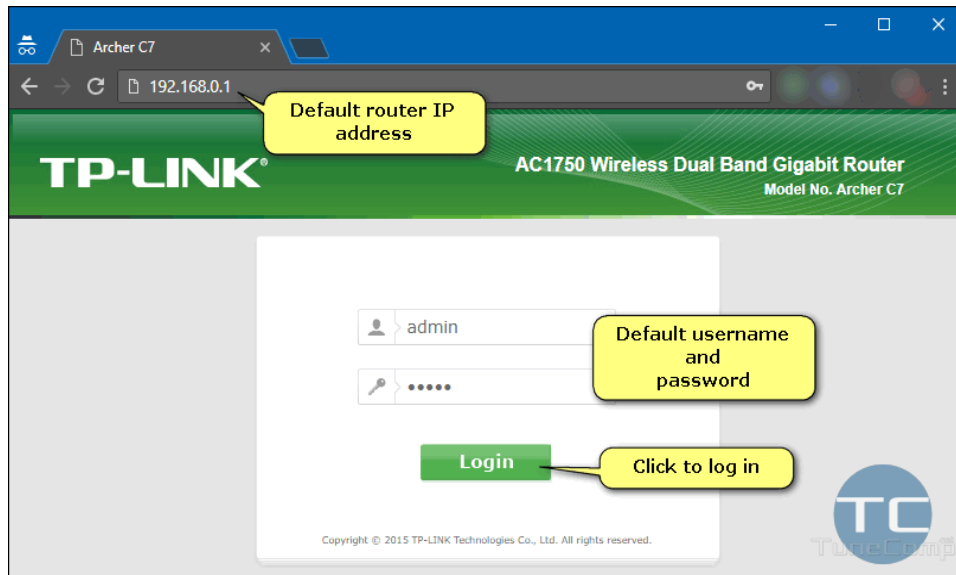 Archer C7
192.168.0.1
Default router IP
address
TP-LINK®
AC1750 Wireless Dual Band Gigabit Router
Model No. Archer C7
admin
•••••
Default username
and
password
Login
Click to log in
Copyright © 2015 TP-LINK Technologies Co., Ltd. All rights reserved.
TC
TuneComp